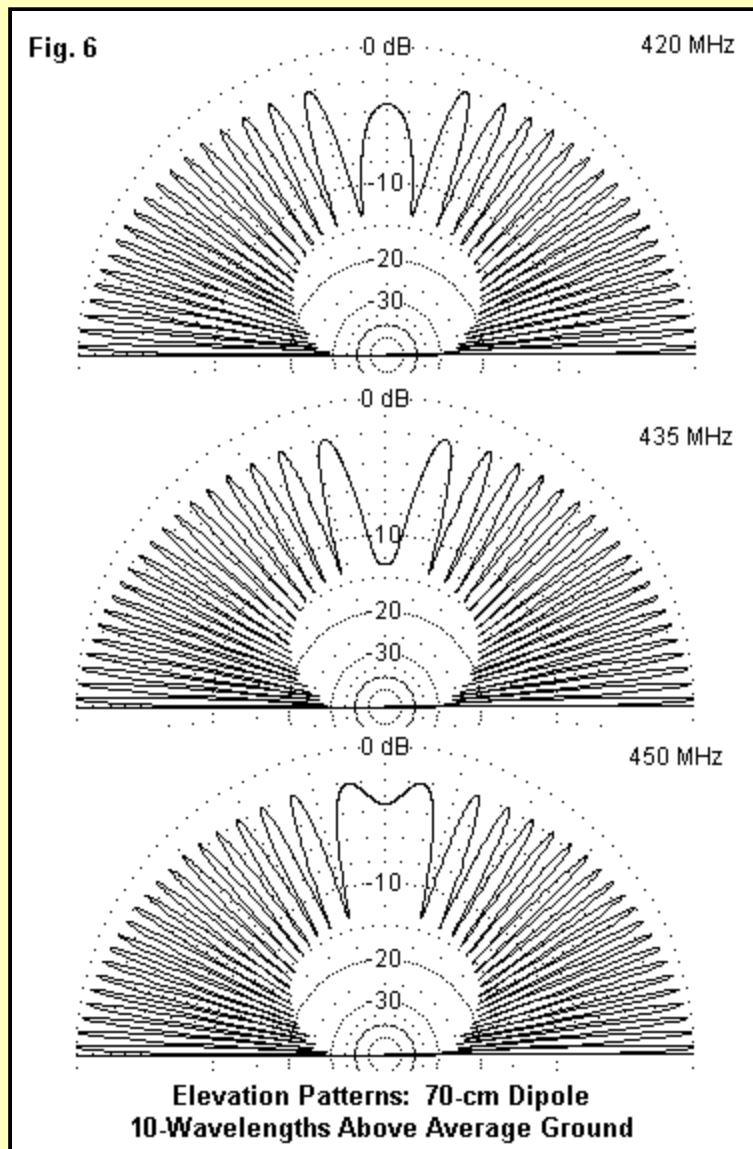 Fig. 6
0 dB
420 MHz
-10
-20
-30
0 dB
435 MHz
-10
-20
-30
0 dB
450 MHz
-10
-20
-30
Elevation Patterns: 70-cm Dipole
10-Wavelengths Above Average Ground